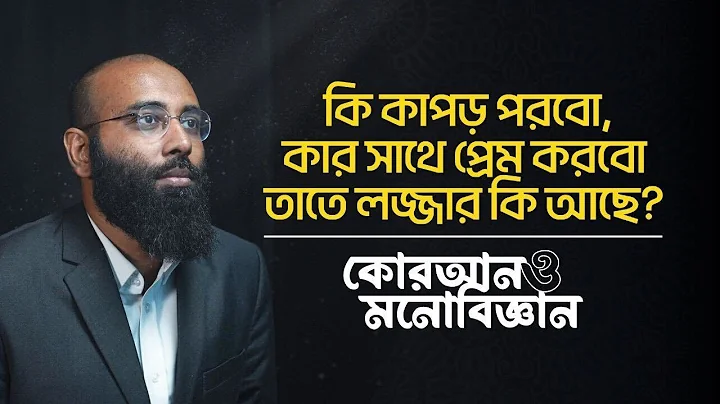 কি কাপড় পরবো,
কার সাথে প্রেম করবো
তাতে লজ্জার কি আছে?
কোরআন ও
মনোবিজ্ঞান